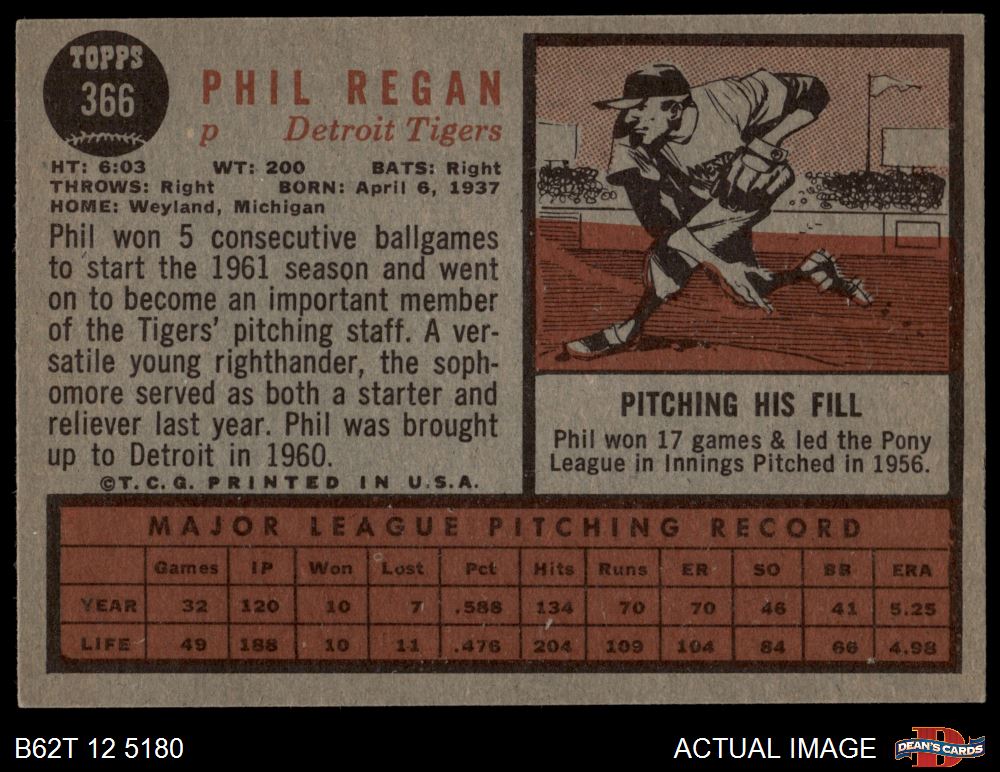 TOPPS
366
PHIL REGAN
p Detroit Tigers
HT: 6:03 WT: 200 BATS: Right
THROWS: Right BORN: April 6, 1937
HOME: Weyland, Michigan
Phil won 5 consecutive ballgames
to start the 1961 season and went
on to become an important member
of the Tigers' pitching staff. A ver-
satile young righthander, the soph-
omore served as both a starter and
reliever last year. Phil was brought
up to Detroit in 1960.
©T.C.G. PRINTED IN U.S.A.
PITCHING HIS FILL
Phil won 17 games & led the Pony
League in Innings Pitched in 1956.
MAJOR LEAGUE PITCHING RECORD
Games IP Won Lost Pct Hits Runs ER SO BB ERA
YEAR 32 120 10 7 .588 134 70 70 46 41 5.25
LIFE 49 188 10 11 .476 204 109 104 84 66 4.98
B62T 12 5180
ACTUAL IMAGE
D
DEAN'S CARDS